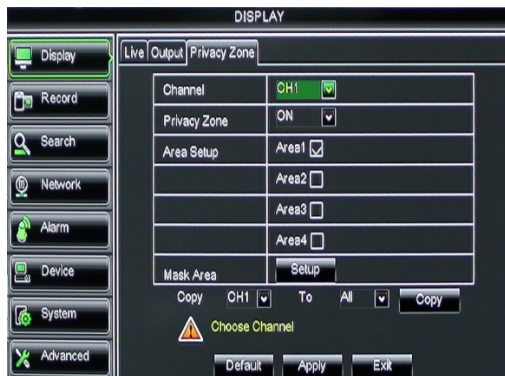 DISPLAY
Display
Record
Search
Network
Alarm
Device
System
Advanced
Live Output Privacy Zone
Channel CH1
Privacy Zone ON
Area Setup Area1
Area2
Area3
Area4
Mask Area Setup
Copy CH1 To All Copy
Choose Channel
Default Apply Exit